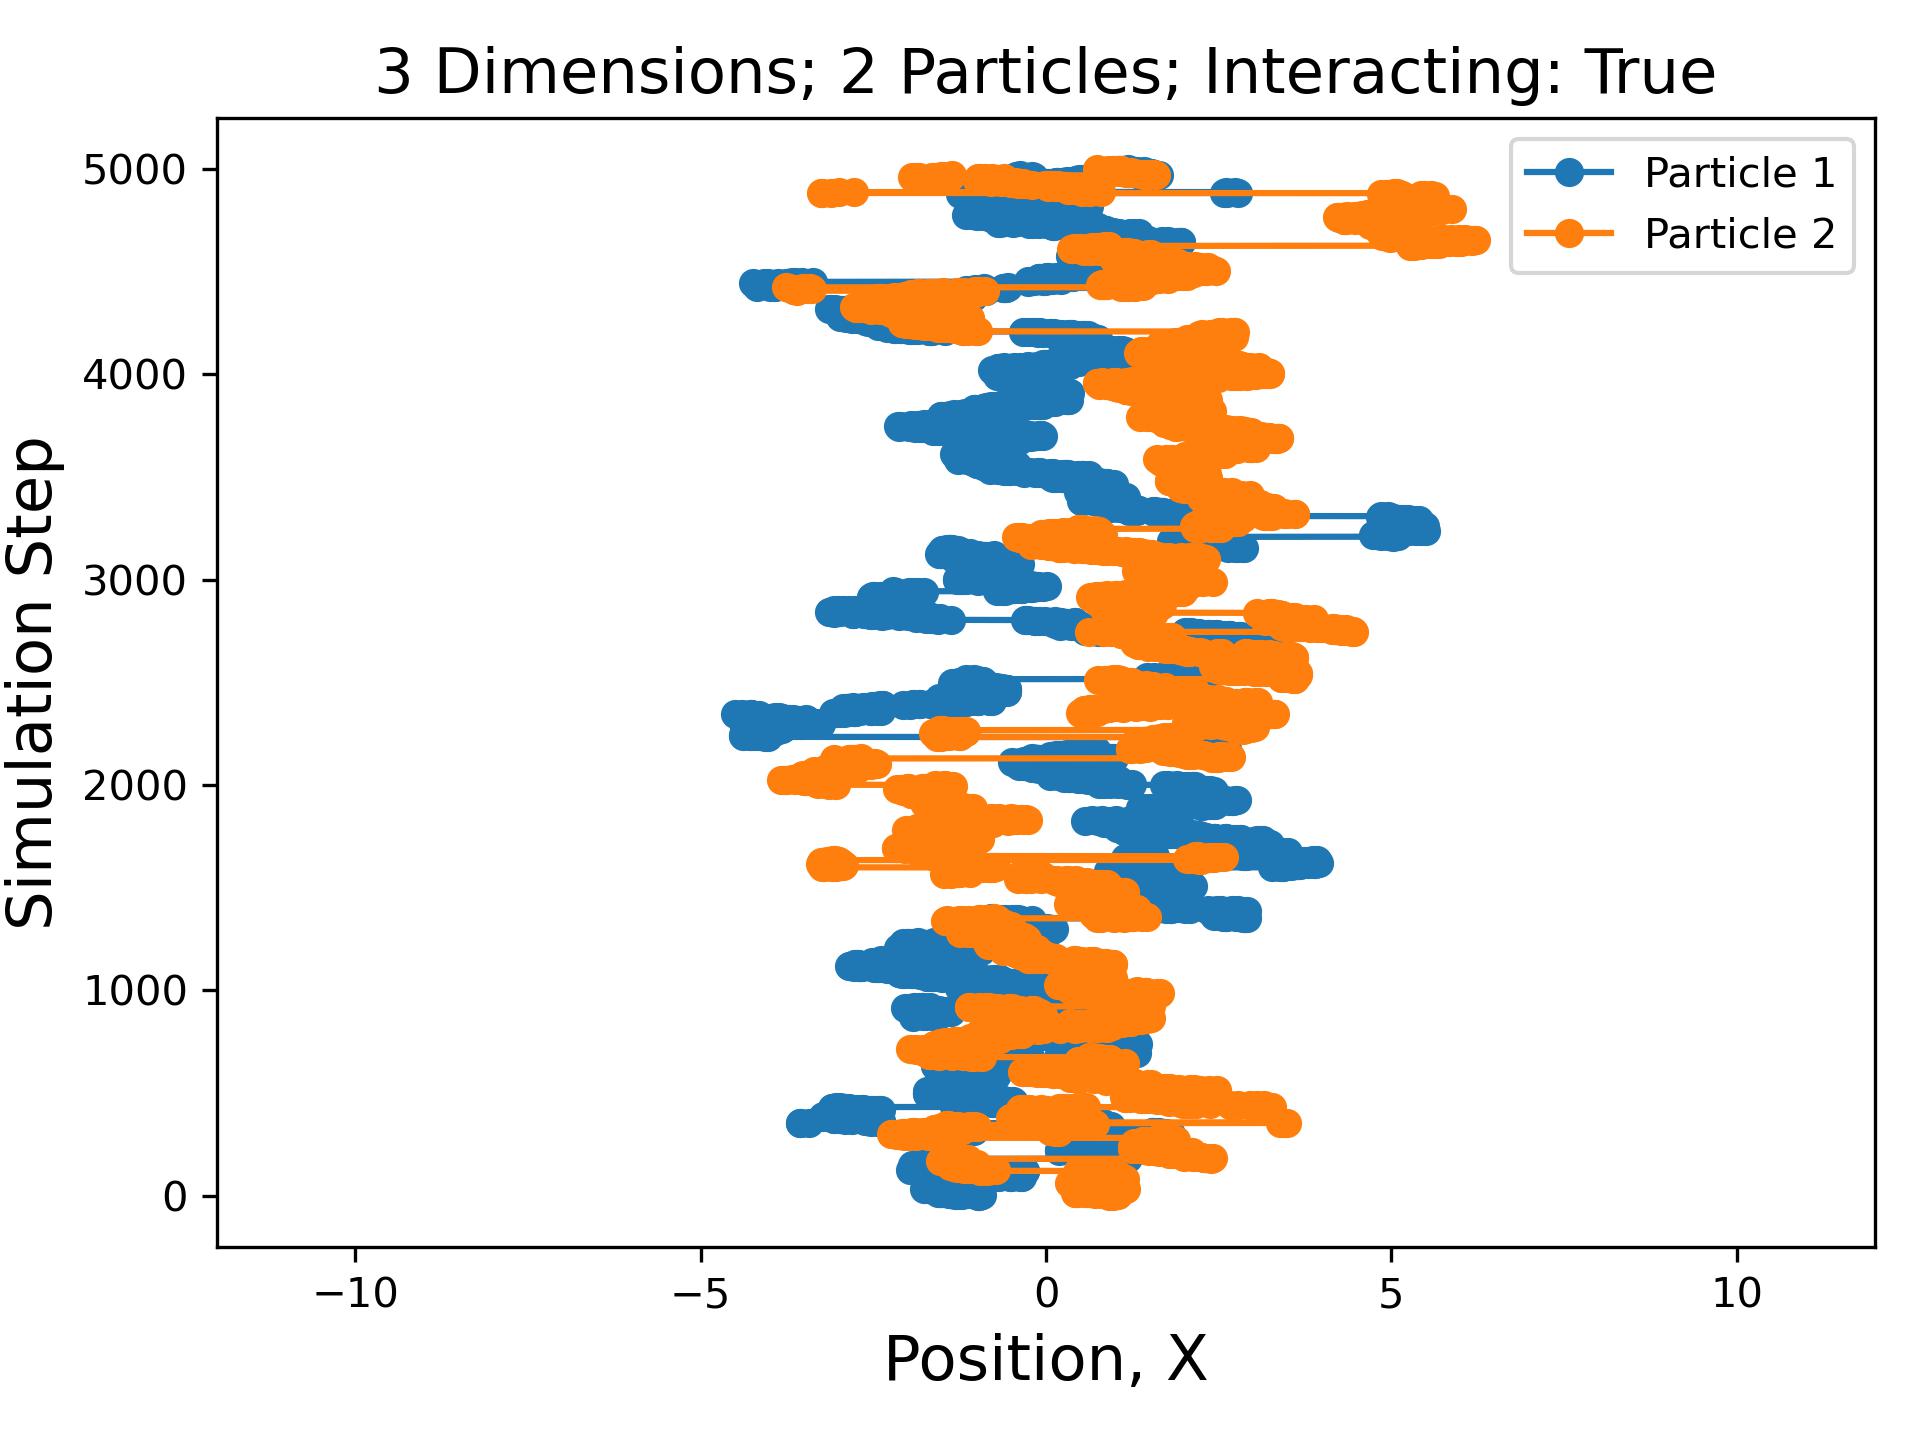 3 Dimensions; 2 Particles; Interacting: True
Particle 1
Particle 2
5000
4000
3000
2000
1000
0
Simulation Step
−10
−5
0
5
10
Position, X